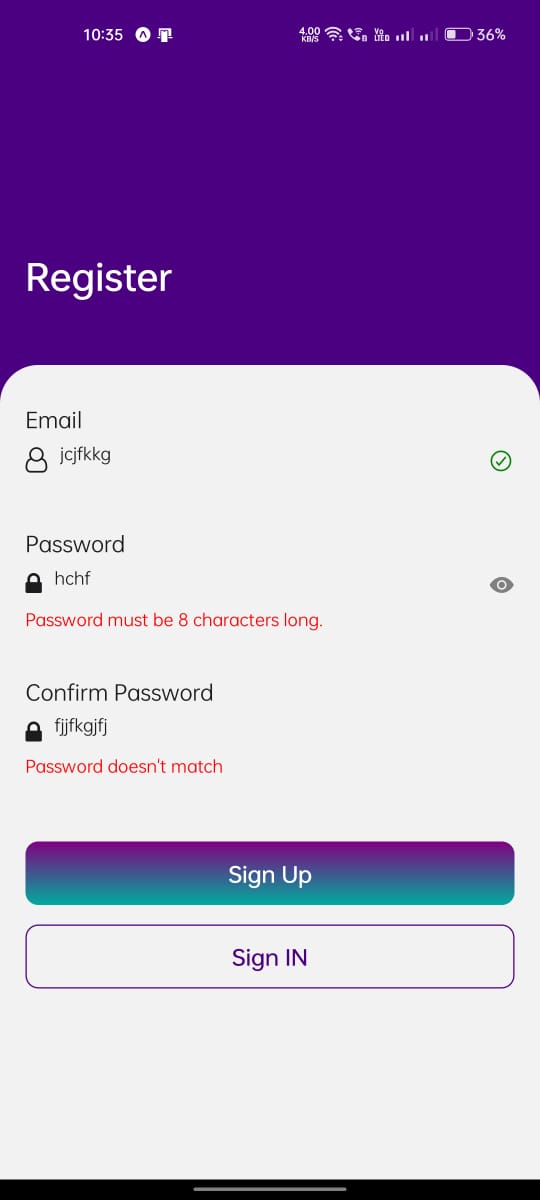 10:35 4.00 KB/S Vo LTE 36%
Register
Email
jcjfkkg
Password
hchf
Password must be 8 characters long.
Confirm Password
fjjfkgjfj
Password doesn't match
Sign Up
Sign IN